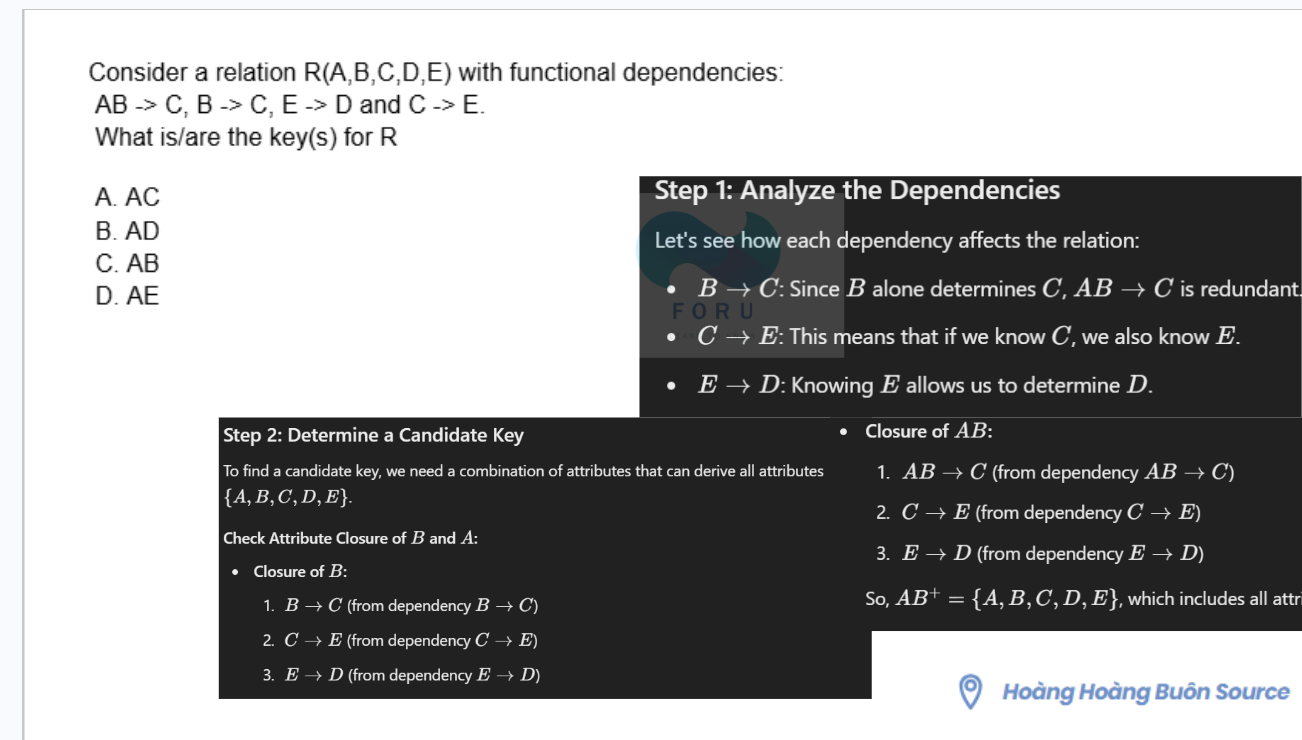 Consider a relation R(A,B,C,D,E) with functional dependencies:
AB -> C, B -> C, E -> D and C -> E.
What is/are the key(s) for R
A. AC
B. AD
C. AB
D. AE
Step 1: Analyze the Dependencies
Let's see how each dependency affects the relation:
• B → C: Since B alone determines C, AB → C is redundant.
• C → E: This means that if we know C, we also know E.
• E → D: Knowing E allows us to determine D.
FORU
Step 2: Determine a Candidate Key
To find a candidate key, we need a combination of attributes that can derive all attributes
{A, B, C, D, E}.
Check Attribute Closure of B and A:
• Closure of B:
1. B → C (from dependency B → C)
2. C → E (from dependency C → E)
3. E → D (from dependency E → D)
• Closure of AB:
1. AB → C (from dependency AB → C)
2. C → E (from dependency C → E)
3. E → D (from dependency E → D)
So, AB⁺ = {A, B, C, D, E}, which includes all attri
Hoàng Hoàng Buôn Source